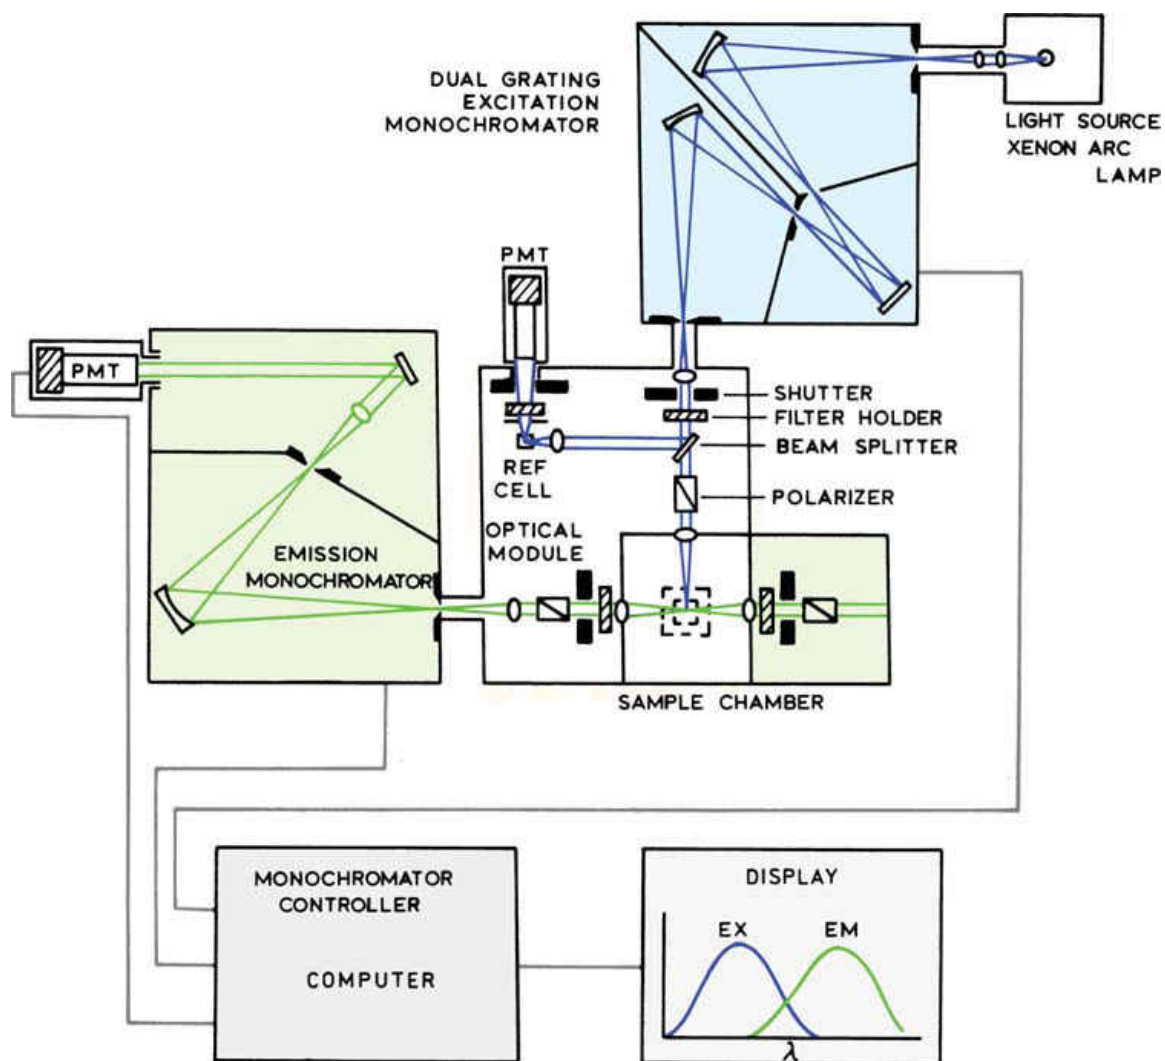 DUAL GRATING
EXCITATION
MONOCHROMATOR
LIGHT SOURCE
XENON ARC
LAMP
PMT
PMT
SHUTTER
FILTER HOLDER
BEAM SPLITTER
REF
CELL
POLARIZER
OPTICAL
MODULE
EMISSION
MONOCHROMATOR
SAMPLE CHAMBER
MONOCHROMATOR
CONTROLLER
COMPUTER
DISPLAY
EX
EM
λ